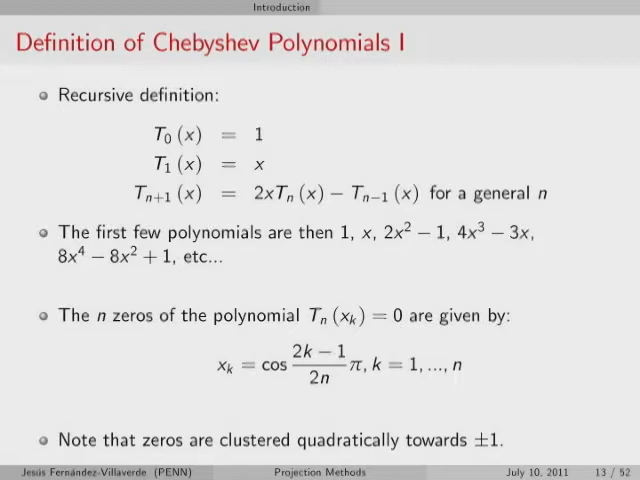 Introduction
Definition of Chebyshev Polynomials I
Recursive definition:
T₀ (x) = 1
T₁ (x) = x
Tₙ₊₁ (x) = 2xTₙ (x) − Tₙ₋₁ (x) for a general n
The first few polynomials are then 1, x, 2x² − 1, 4x³ − 3x,
8x⁴ − 8x² + 1, etc...
The n zeros of the polynomial Tₙ (xₖ) = 0 are given by:
xₖ = cos (2k − 1)/(2n) π, k = 1, ..., n
Note that zeros are clustered quadratically towards ±1.
Jesús Fernández-Villaverde (PENN) Projection Methods July 10, 2011 13 / 52